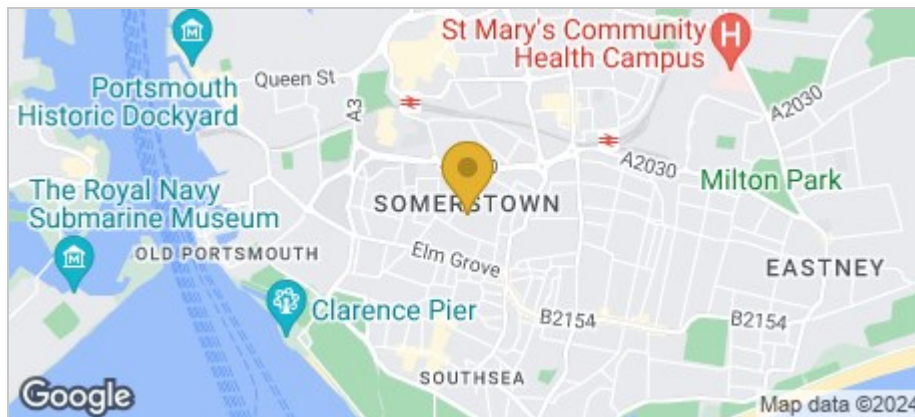 St Mary's Community
Health Campus
H
Queen St
Portsmouth
Historic Dockyard
A3
A2030
A2030
Milton Park
The Royal Navy
Submarine Museum
SOMERSTOWN
OLD PORTSMOUTH
Elm Grove
EASTNEY
Clarence Pier
B2154
B2154
SOUTHSEA
Google
Map data ©2024